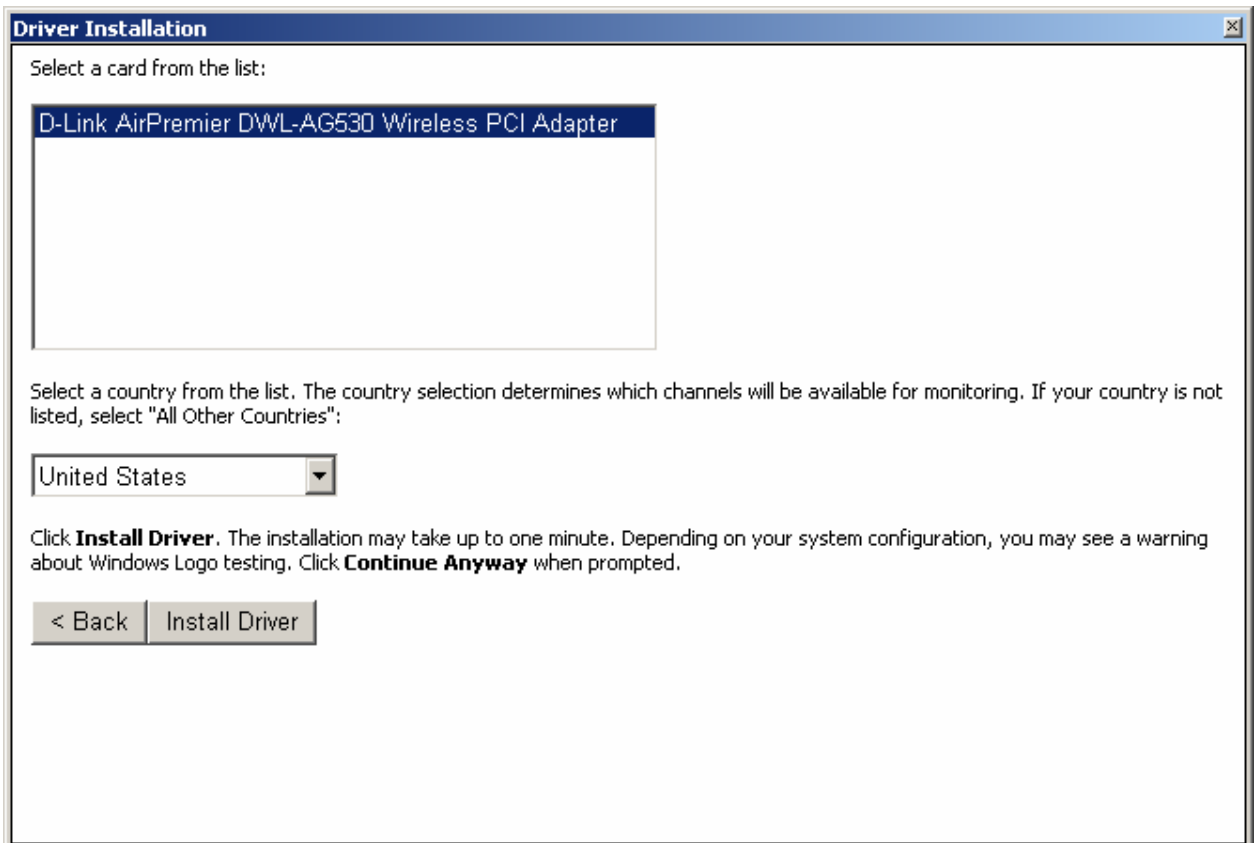 Driver Installation
Select a card from the list:
D-Link AirPremier DWL-AG530 Wireless PCI Adapter
Select a country from the list. The country selection determines which channels will be available for monitoring. If your country is not
listed, select "All Other Countries":
United States
Click Install Driver. The installation may take up to one minute. Depending on your system configuration, you may see a warning
about Windows Logo testing. Click Continue Anyway when prompted.
< Back Install Driver